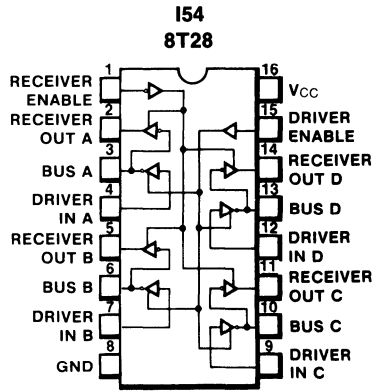 I54
8T28
1
RECEIVER
ENABLE
2
RECEIVER
OUT A
3
BUS A
4
DRIVER
IN A
5
RECEIVER
OUT B
6
BUS B
7
DRIVER
IN B
8
GND
16
VCC
15
DRIVER
ENABLE
14
RECEIVER
OUT D
13
BUS D
12
DRIVER
IN D
11
RECEIVER
OUT C
10
BUS C
9
DRIVER
IN C